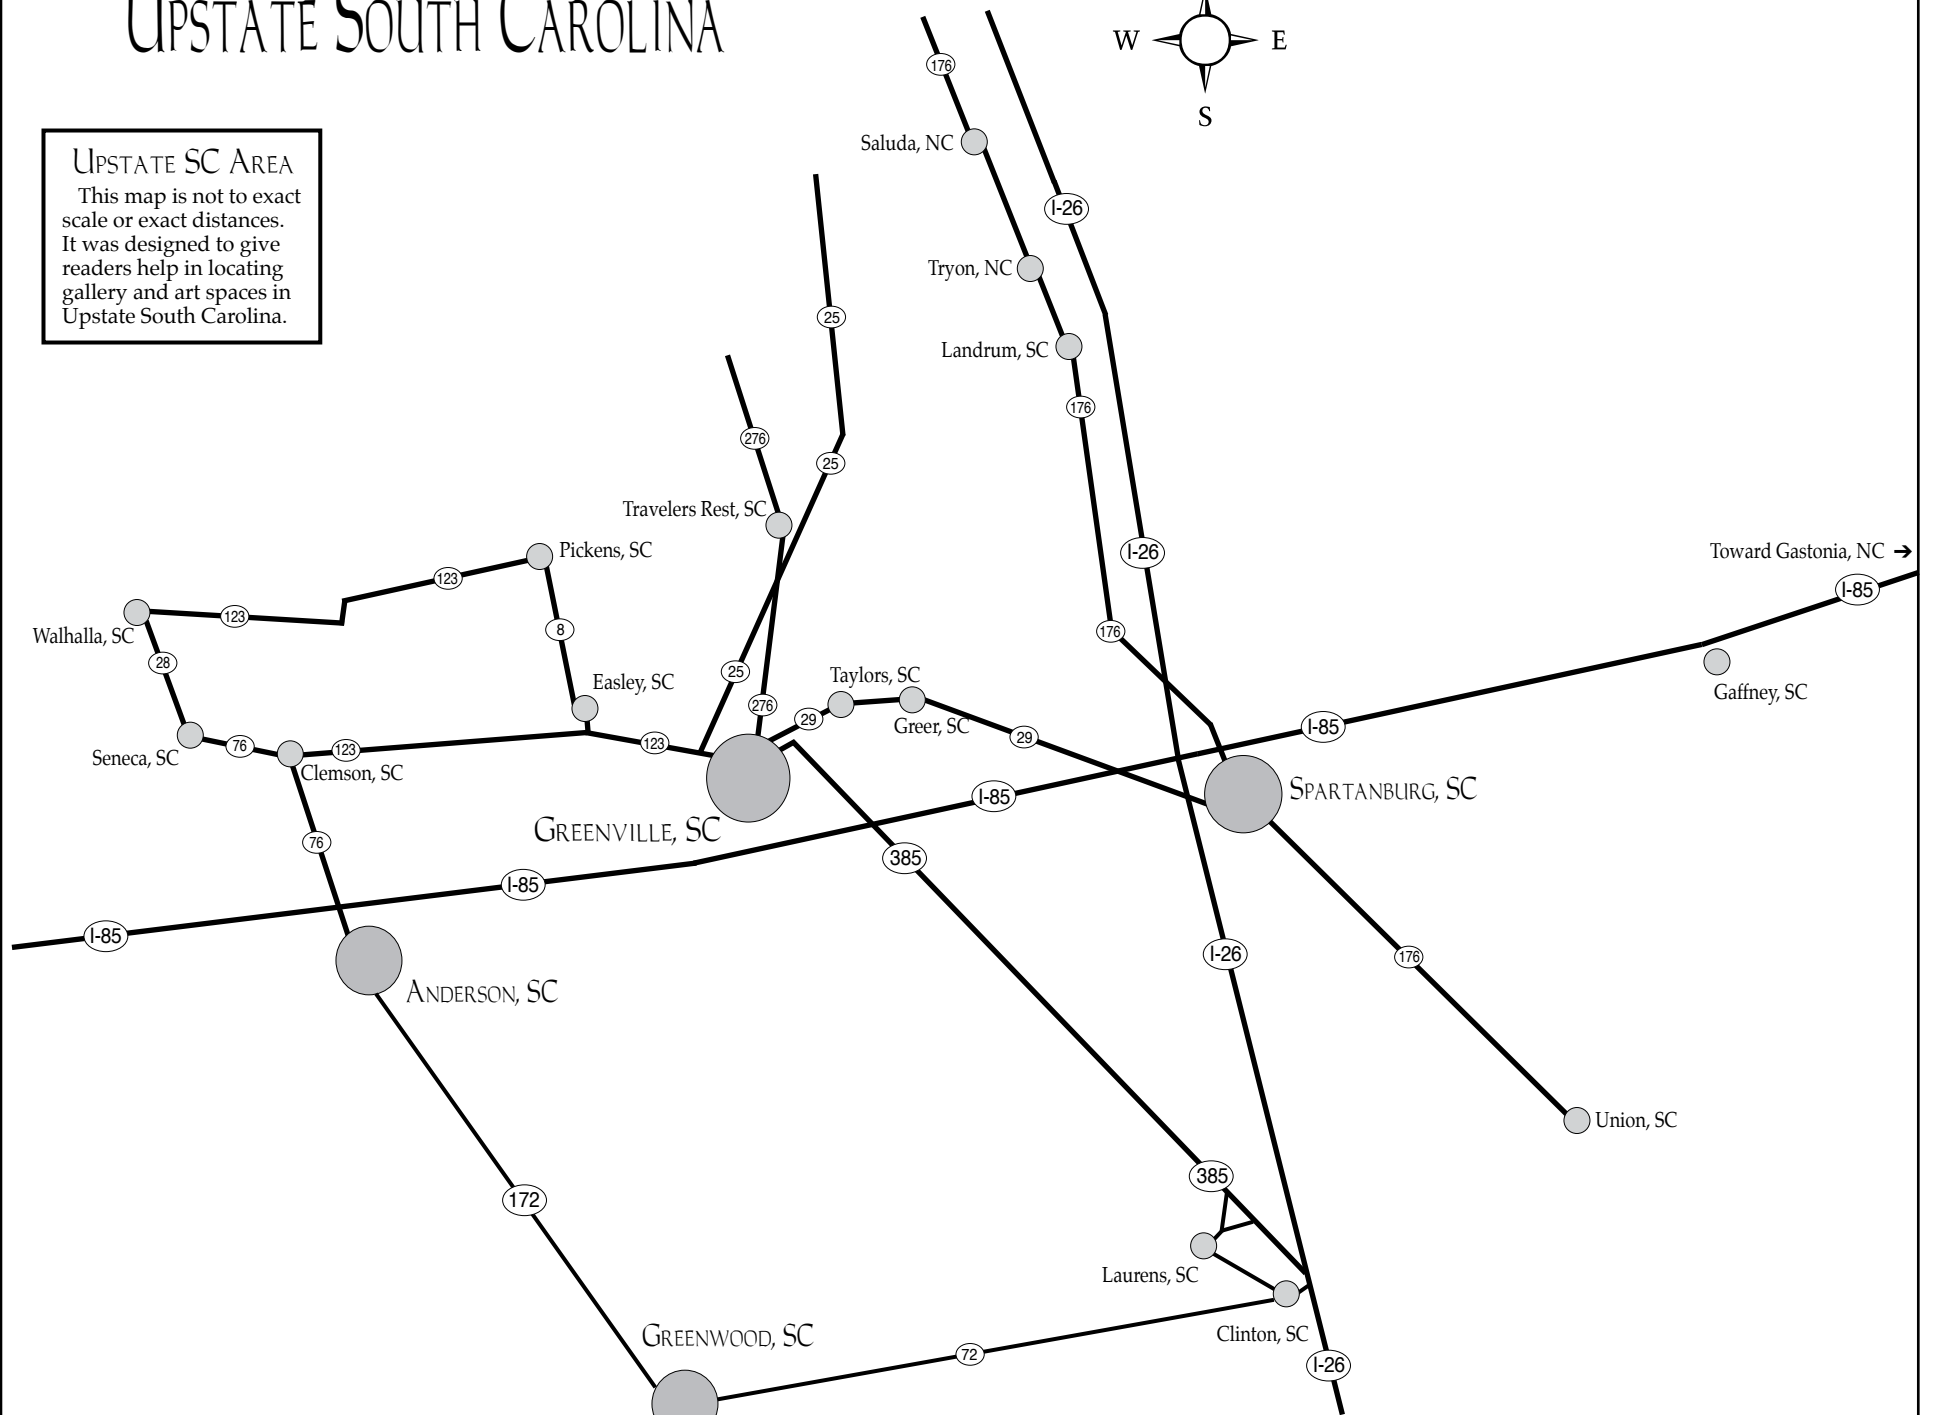 UPSTATE SOUTH CAROLINA
W E
S
176
Saluda, NC
UPSTATE SC AREA
This map is not to exact
scale or exact distances.
It was designed to give
readers help in locating
gallery and art spaces in
Upstate South Carolina.
I-26
Tryon, NC
25
Landrum, SC
176
276
25
Travelers Rest, SC
Pickens, SC
I-26
Toward Gastonia, NC ➔
123
I-85
123
8
176
Walhalla, SC
28
25
Gaffney, SC
Easley, SC
Taylors, SC
276
29
Greer, SC
29
I-85
Seneca, SC
76
123
123
Clemson, SC
SPARTANBURG, SC
I-85
GREENVILLE, SC
76
385
I-85
I-85
I-26
176
ANDERSON, SC
Union, SC
385
172
Laurens, SC
GREENWOOD, SC
Clinton, SC
72
I-26